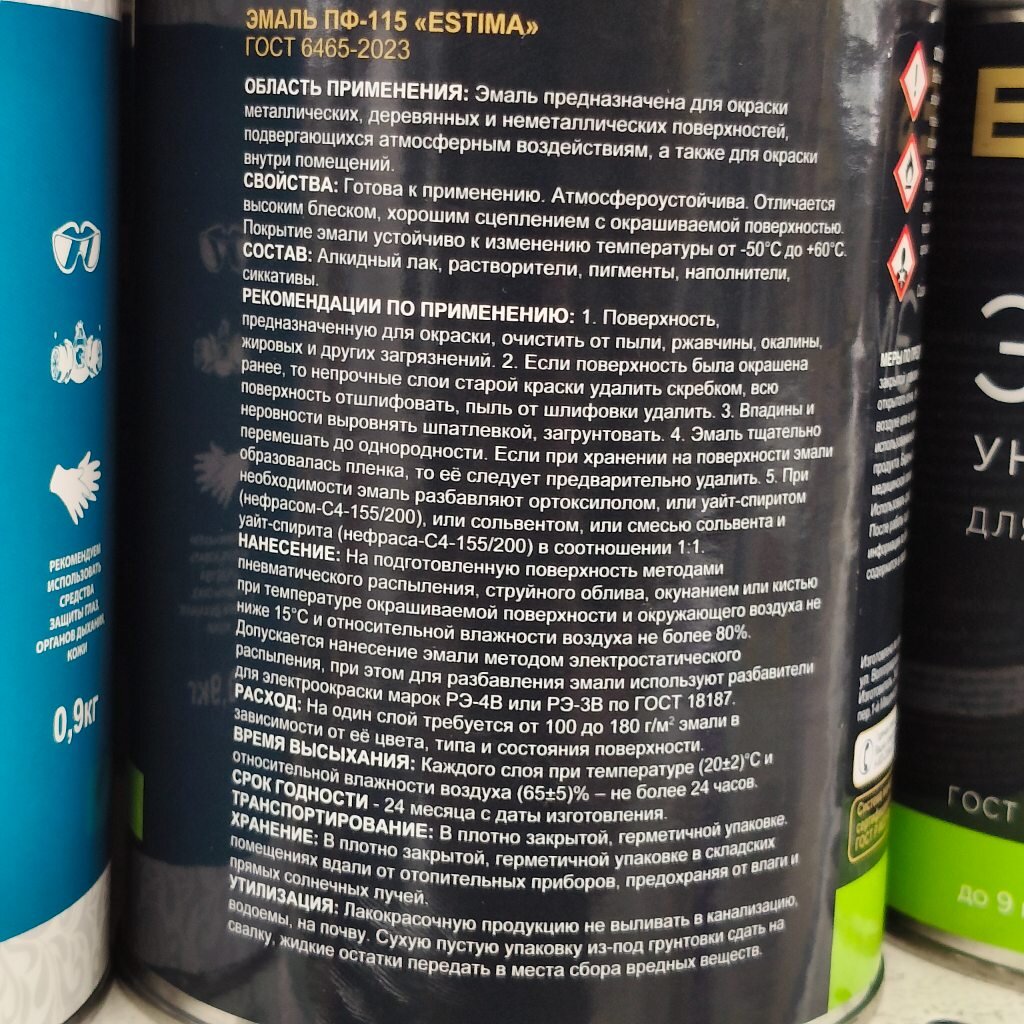 ЭМАЛЬ ПФ-115 «ESTIMA»
ГОСТ 6465-2023
ОБЛАСТЬ ПРИМЕНЕНИЯ: Эмаль предназначена для окраски
металлических, деревянных и неметаллических поверхностей,
подвергающихся атмосферным воздействиям, а также для окраски
внутри помещений.
СВОЙСТВА: Готова к применению. Атмосфероустойчива. Отличается
высоким блеском, хорошим сцеплением с окрашиваемой поверхностью.
Покрытие эмали устойчиво к изменению температуры от -50°С до +60°С.
СОСТАВ: Алкидный лак, растворители, пигменты, наполнители,
сиккативы.
РЕКОМЕНДАЦИИ ПО ПРИМЕНЕНИЮ: 1. Поверхность,
предназначенную для окраски, очистить от пыли, ржавчины, окалины,
жировых и других загрязнений. 2. Если поверхность была окрашена
ранее, то непрочные слои старой краски удалить скребком, всю
поверхность отшлифовать, пыль от шлифовки удалить. 3. Впадины и
неровности выровнять шпатлевкой, загрунтовать. 4. Эмаль тщательно
перемешать до однородности. Если при хранении на поверхности эмали
образовалась пленка, то её следует предварительно удалить. 5. При
необходимости эмаль разбавляют ортоксилолом, или уайт-спиритом
(нефрасом-С4-155/200), или сольвентом, или смесью сольвента и
уайт-спирита (нефраса-С4-155/200) в соотношении 1:1.
НАНЕСЕНИЕ: На подготовленную поверхность методами
пневматического распыления, струйного облива, окунанием или кистью
при температуре окрашиваемой поверхности и окружающего воздуха не
ниже 15°С и относительной влажности воздуха не более 80%.
Допускается нанесение эмали методом электростатического
распыления, при этом для разбавления эмали используют разбавители
для электроокраски марок РЭ-4В или РЭ-3В по ГОСТ 18187.
РАСХОД: На один слой требуется от 100 до 180 г/м² эмали в
зависимости от её цвета, типа и состояния поверхности.
ВРЕМЯ ВЫСЫХАНИЯ: Каждого слоя при температуре (20±2)°С и
относительной влажности воздуха (65±5)% – не более 24 часов.
СРОК ГОДНОСТИ - 24 месяца с даты изготовления.
ТРАНСПОРТИРОВАНИЕ: В плотно закрытой, герметичной упаковке.
ХРАНЕНИЕ: В плотно закрытой, герметичной упаковке в складских
помещениях вдали от отопительных приборов, предохраняя от влаги и
прямых солнечных лучей.
УТИЛИЗАЦИЯ: Лакокрасочную продукцию не выливать в канализацию,
водоемы, на почву. Сухую пустую упаковку из-под грунтовки сдать на
свалку, жидкие остатки передать в места сбора вредных веществ.
РЕКОМЕНДУЕМ
ИСПОЛЬЗОВАТЬ
СРЕДСТВА
ЗАЩИТЫ ГЛАЗ,
ОРГАНОВ ДЫХАНИЯ,
КОЖИ
0,9кг
МЕРЫ
E
Э
УН
ДЛЯ
ГОСТ
до 9